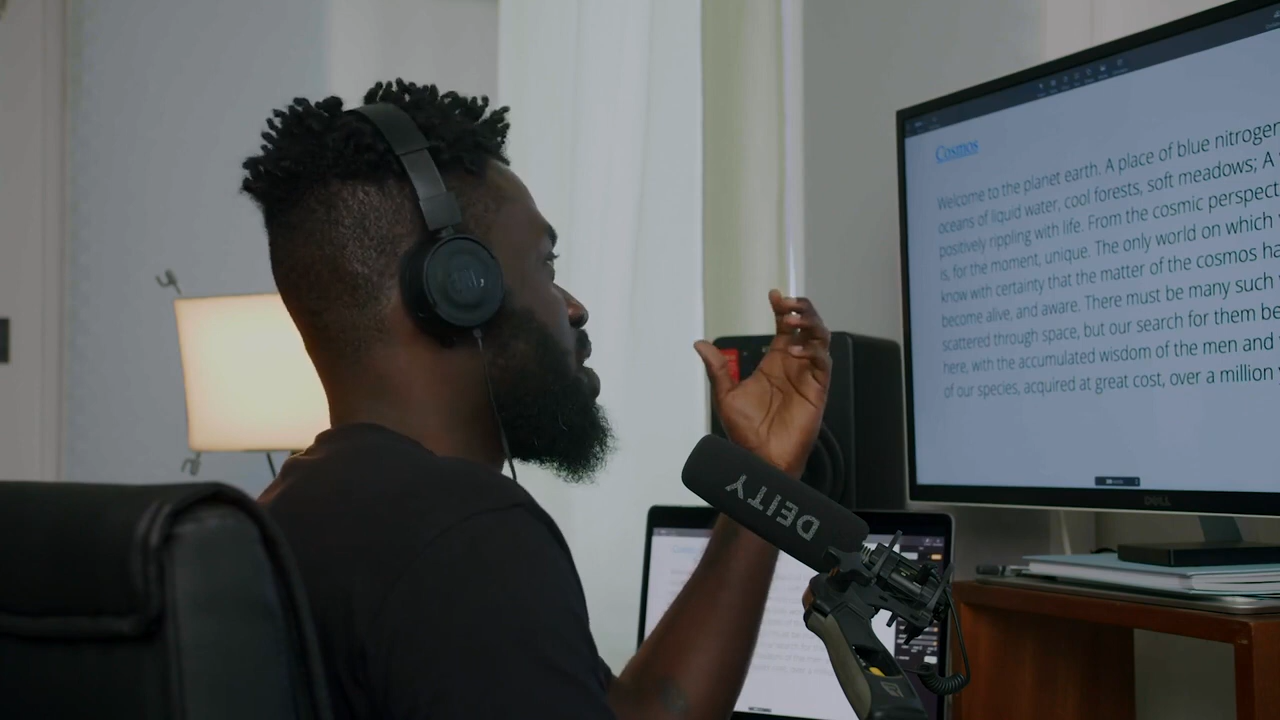 Cosmos
Welcome to the planet earth. A place of blue nitrogen
oceans of liquid water, cool forests, soft meadows; A
positively rippling with life. From the cosmic perspect
is, for the moment, unique. The only world on which
know with certainty that the matter of the cosmos ha
become alive, and aware. There must be many such
scattered through space, but our search for them be
here, with the accumulated wisdom of the men and
of our species, acquired at great cost, over a million
DELL
DEITY
JBL